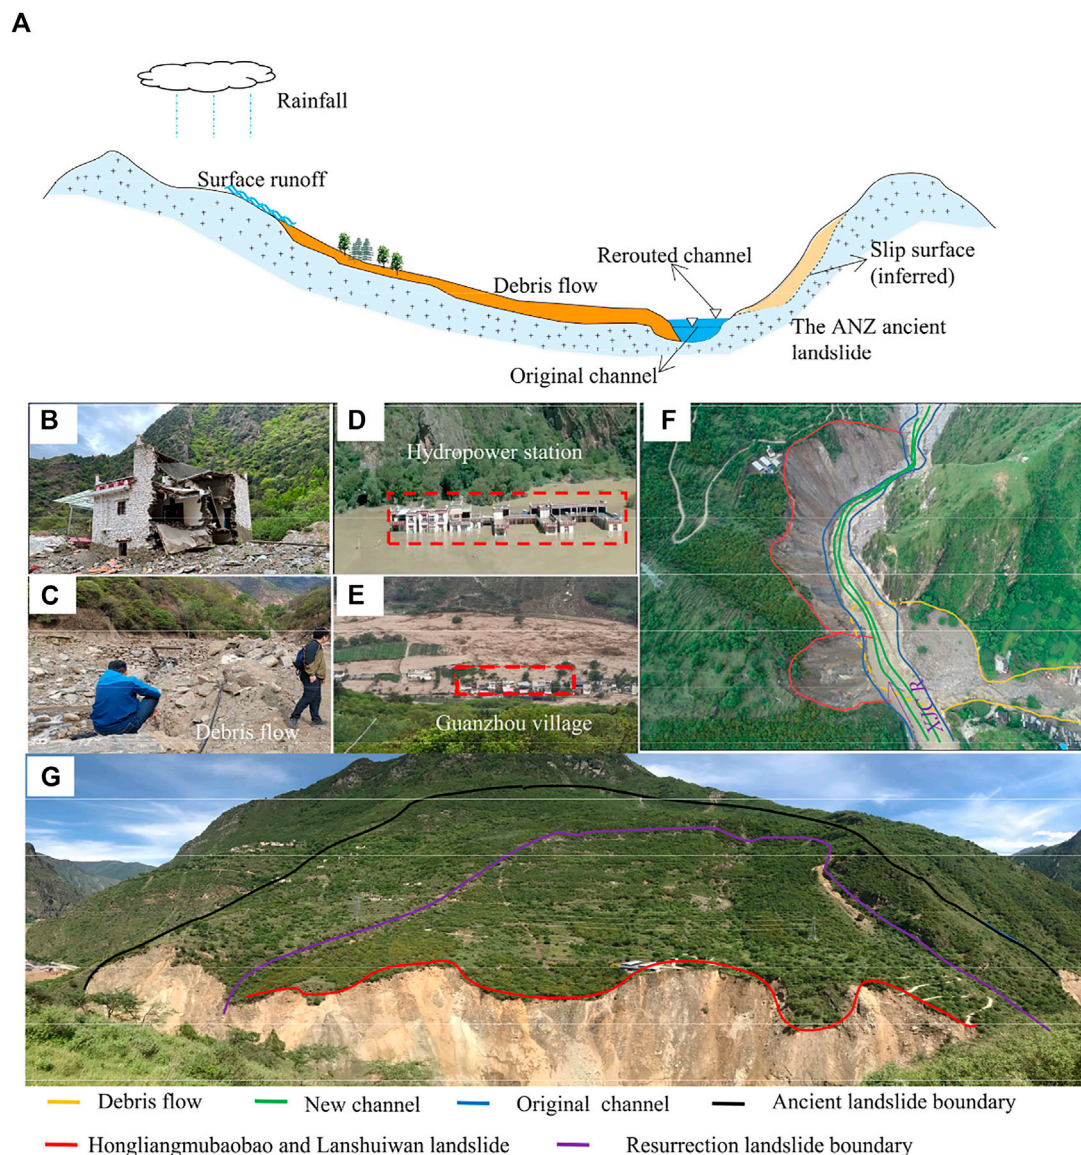 A
Rainfall
Surface runoff
Rerouted channel
Slip surface
(inferred)
Debris flow
The ANZ ancient
landslide
Original channel
B
D
Hydropower station
F
C
Debris flow
E
Guanzhou village
XJCR
G
Debris flow
New channel
Original channel
Ancient landslide boundary
Hongliangmubaobao and Lanshuiwan landslide
Resurrection landslide boundary